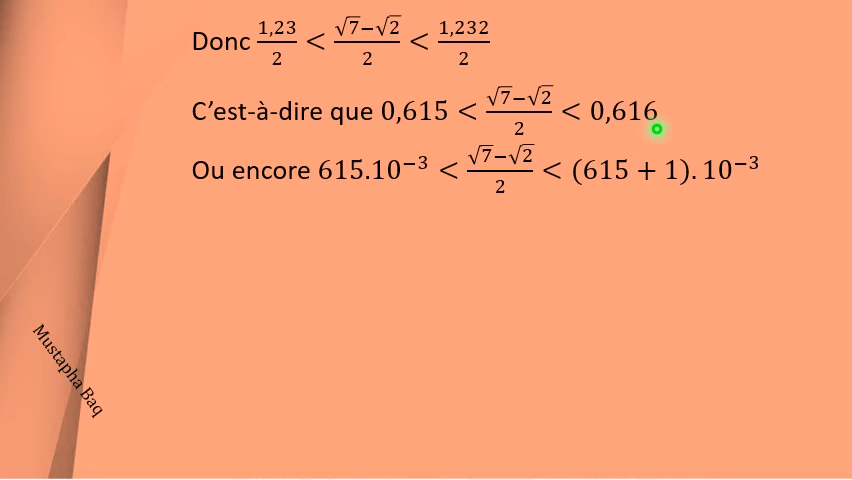 Donc 1,23/2 < (√7−√2)/2 < 1,232/2
C’est-à-dire que 0,615 < (√7−√2)/2 < 0,616
Ou encore 615.10⁻³ < (√7−√2)/2 < (615 + 1). 10⁻³
Mustapha Baq